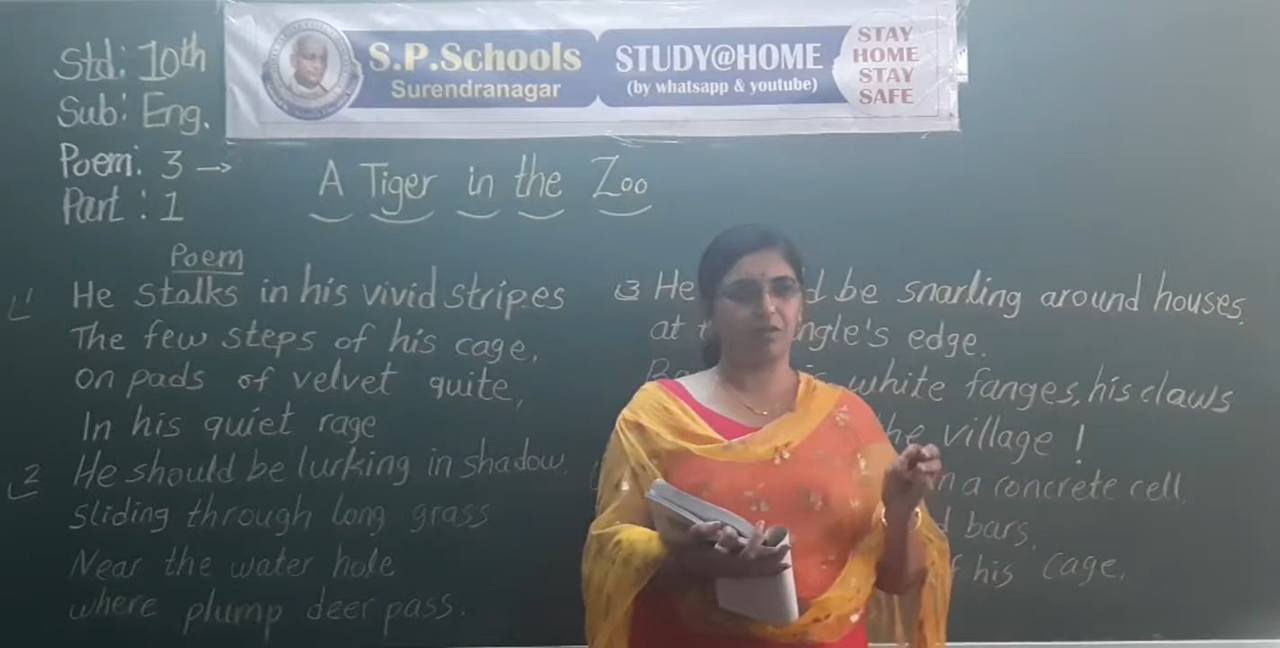 Std: 10th
Sub: Eng.
Poem: 3 →
Part : 1
S.P.Schools
Surendranagar
STUDY@HOME
(by whatsapp & youtube)
STAY
HOME
STAY
SAFE
A Tiger in the Zoo
Poem
1 He stalks in his vivid stripes
The few steps of his cage,
on pads of velvet quite,
In his quiet rage
2 He should be lurking in shadow,
sliding through long grass
Near the water hole
where plump deer pass.
3 He be snarling around houses,
at edge.
white fanges, his claws
village !
a concrete cell,
bars,
his cage,